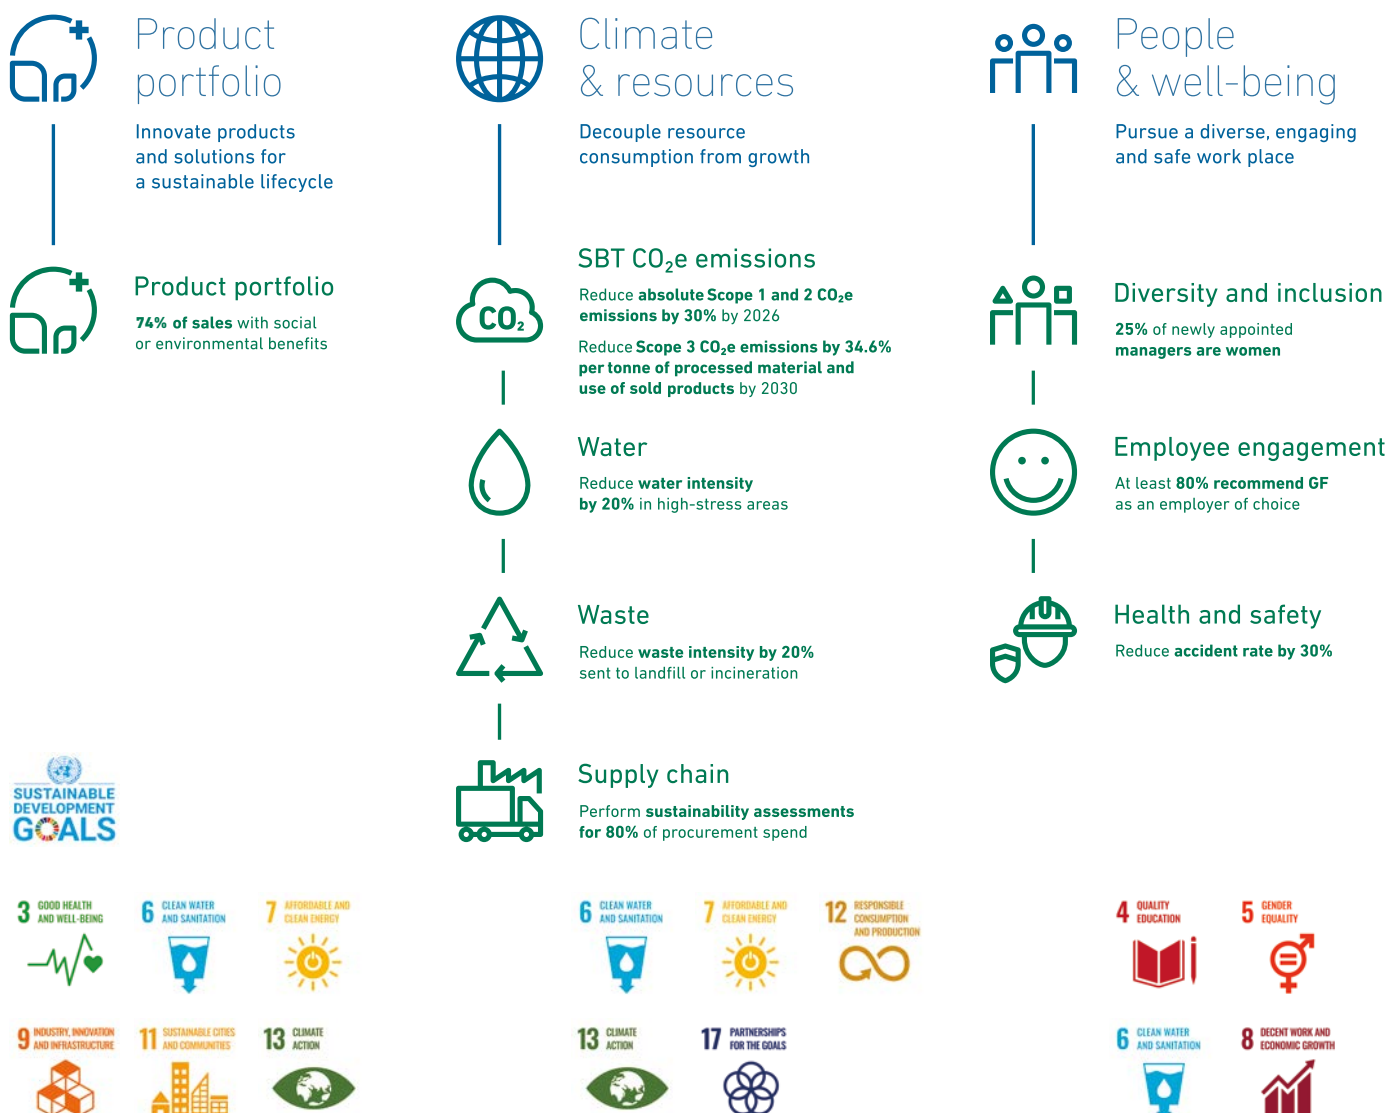 Product
portfolio
Innovate products
and solutions for
a sustainable lifecycle
Product portfolio
74% of sales with social
or environmental benefits
Climate
& resources
Decouple resource
consumption from growth
SBT CO₂e emissions
CO₂
Reduce absolute Scope 1 and 2 CO₂e
emissions by 30% by 2026
Reduce Scope 3 CO₂e emissions by 34.6%
per tonne of processed material and
use of sold products by 2030
Water
Reduce water intensity
by 20% in high-stress areas
Waste
Reduce waste intensity by 20%
sent to landfill or incineration
Supply chain
Perform sustainability assessments
for 80% of procurement spend
People
& well-being
Pursue a diverse, engaging
and safe work place
Diversity and inclusion
25% of newly appointed
managers are women
Employee engagement
At least 80% recommend GF
as an employer of choice
Health and safety
Reduce accident rate by 30%
SUSTAINABLE
DEVELOPMENT
GOALS
3 GOOD HEALTH
AND WELL-BEING
6 CLEAN WATER
AND SANITATION
7 AFFORDABLE AND
CLEAN ENERGY
9 INDUSTRY, INNOVATION
AND INFRASTRUCTURE
11 SUSTAINABLE CITIES
AND COMMUNITIES
13 CLIMATE
ACTION
6 CLEAN WATER
AND SANITATION
7 AFFORDABLE AND
CLEAN ENERGY
12 RESPONSIBLE
CONSUMPTION
AND PRODUCTION
13 CLIMATE
ACTION
17 PARTNERSHIPS
FOR THE GOALS
4 QUALITY
EDUCATION
5 GENDER
EQUALITY
6 CLEAN WATER
AND SANITATION
8 DECENT WORK AND
ECONOMIC GROWTH